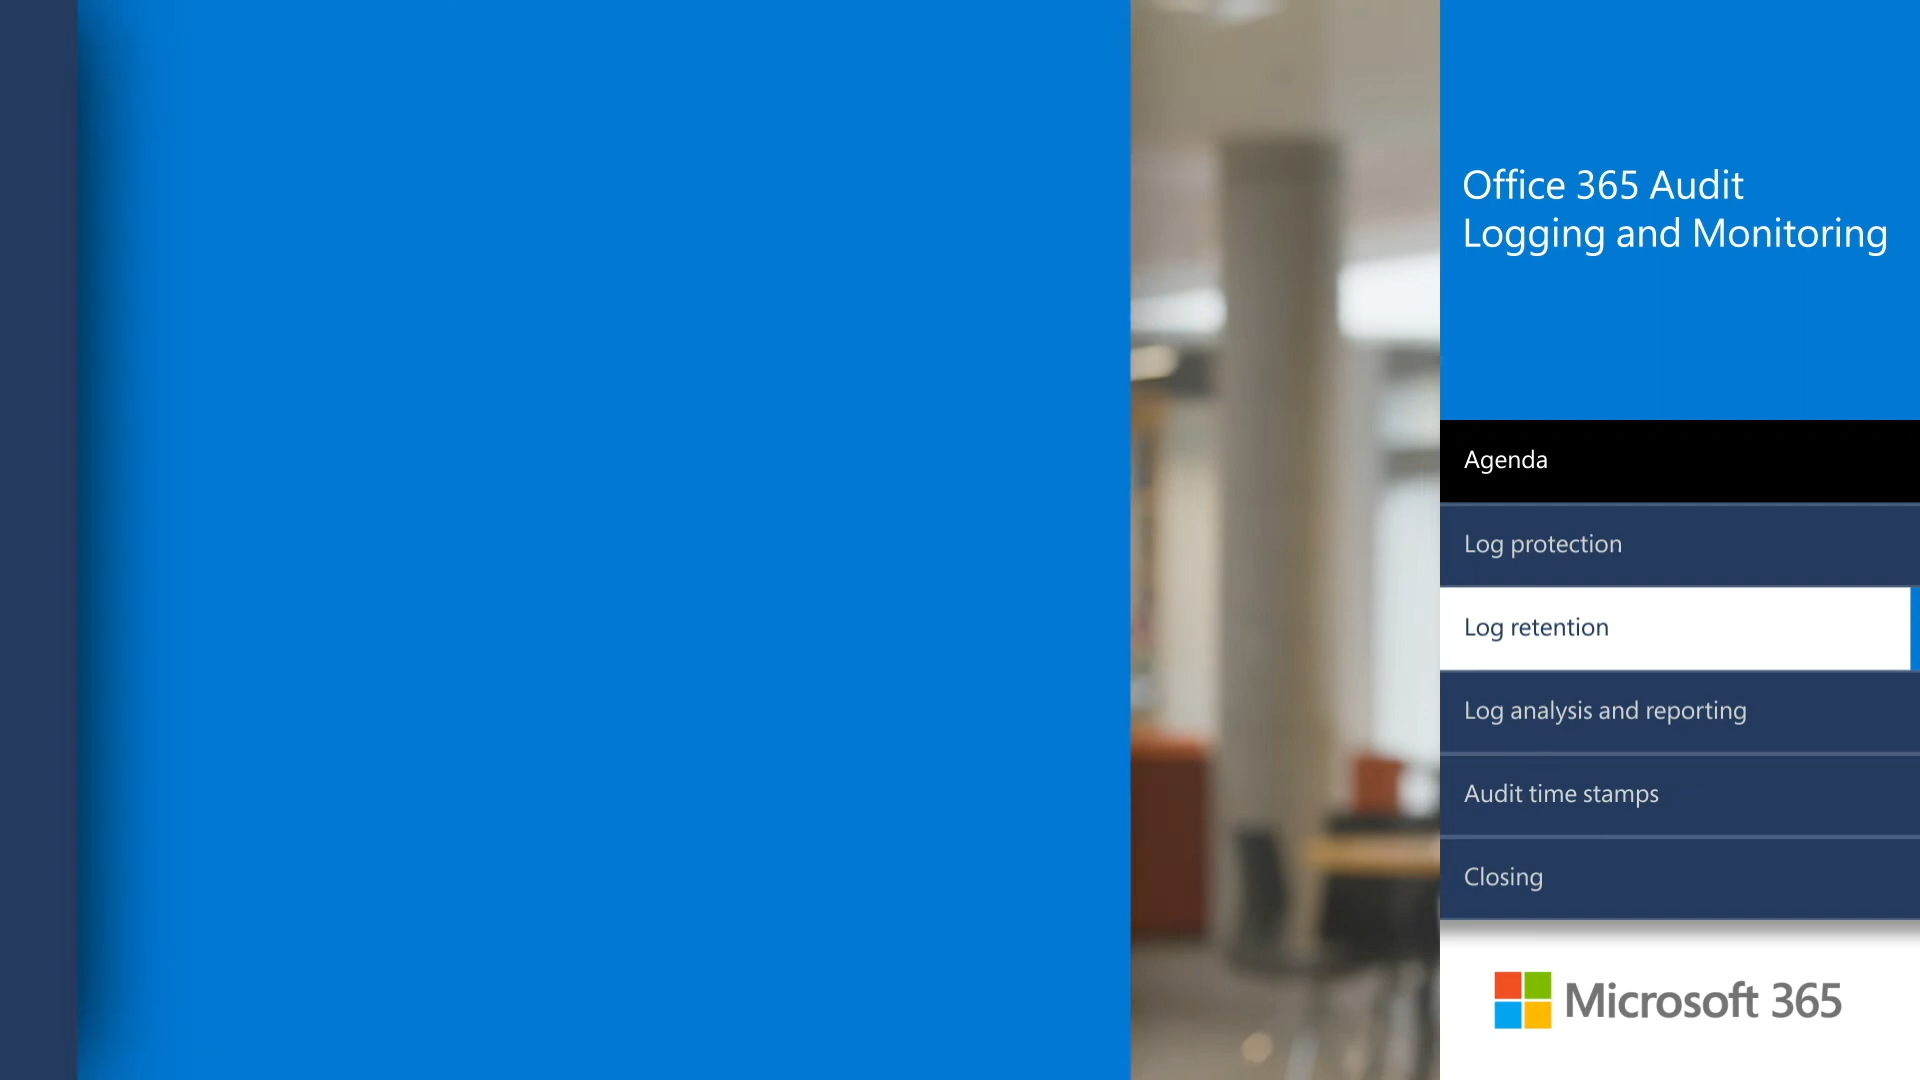 Office 365 Audit
Logging and Monitoring
Agenda
Log protection
Log retention
Log analysis and reporting
Audit time stamps
Closing
Microsoft 365